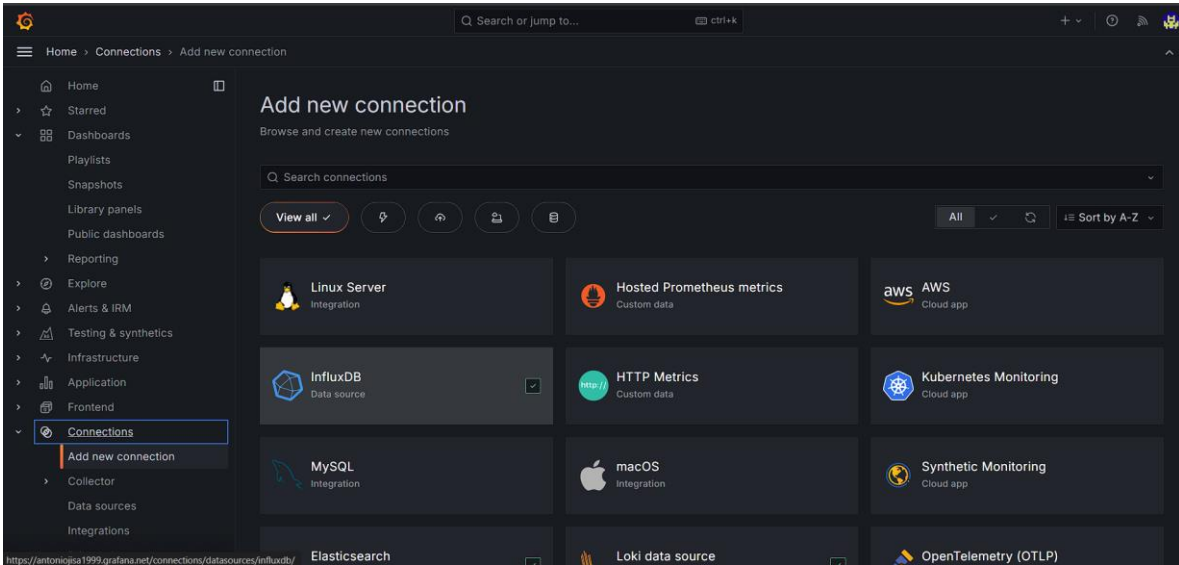 Search or jump to...
ctrl+k
Home › Connections › Add new connection
Home
Starred
Dashboards
Playlists
Snapshots
Library panels
Public dashboards
Reporting
Explore
Alerts & IRM
Testing & synthetics
Infrastructure
Application
Frontend
Connections
Add new connection
Collector
Data sources
Integrations
https://antoniojisa1999.grafana.net/connections/datasources/influxdb/
Add new connection
Browse and create new connections
Search connections
View all
All
Sort by A-Z
Linux Server
Integration
Hosted Prometheus metrics
Custom data
aws
AWS
Cloud app
InfluxDB
Data source
http://
HTTP Metrics
Custom data
Kubernetes Monitoring
Cloud app
MySQL
Integration
macOS
Integration
Synthetic Monitoring
Cloud app
Elasticsearch
Loki data source
OpenTelemetry (OTLP)